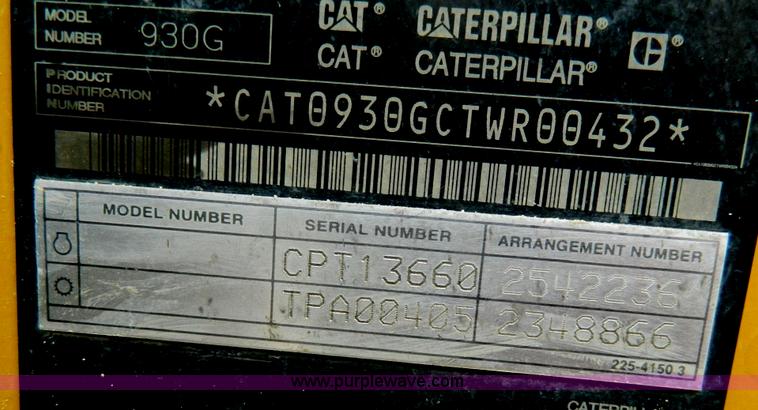 MODEL NUMBER 930G
CAT® CATERPILLAR®
CAT® CATERPILLAR® ®
PRODUCT IDENTIFICATION NUMBER *CAT0930GCTWR00432*
MODEL NUMBER SERIAL NUMBER ARRANGEMENT NUMBER
CPT13660 2542236
TPA00405 2348866
225-4150 3
www.purplewave.com
CATERPILLAR